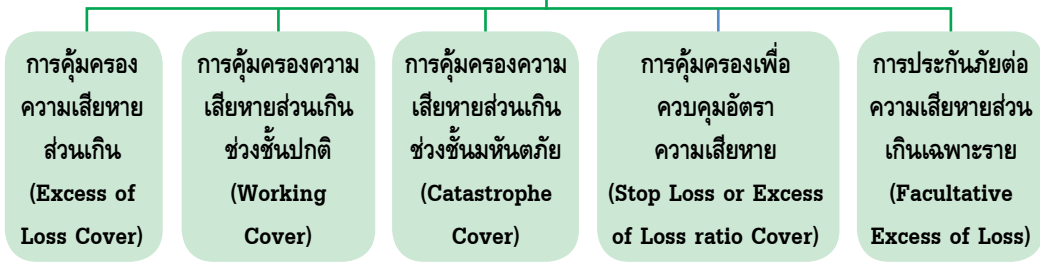 การคุ้มครอง
ความเสียหาย
ส่วนเกิน
(Excess of
Loss Cover)
การคุ้มครองความ
เสียหายส่วนเกิน
ช่วงชั้นปกติ
(Working
Cover)
การคุ้มครองความ
เสียหายส่วนเกิน
ช่วงชั้นมหันตภัย
(Catastrophe
Cover)
การคุ้มครองเพื่อ
ควบคุมอัตรา
ความเสียหาย
(Stop Loss or Excess
of Loss ratio Cover)
การประกันภัยต่อ
ความเสียหายส่วน
เกินเฉพาะราย
(Facultative
Excess of Loss)